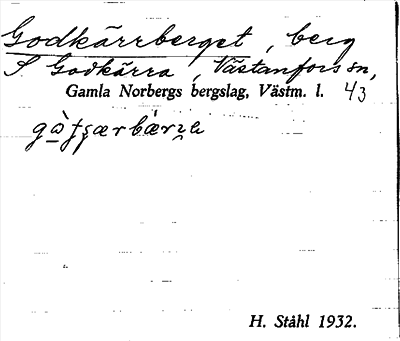 Godkärrberget, berg
S Godkärra, Västanfors sn,
Gamla Norbergs bergslag, Västm. l. 43
H. Ståhl 1932.